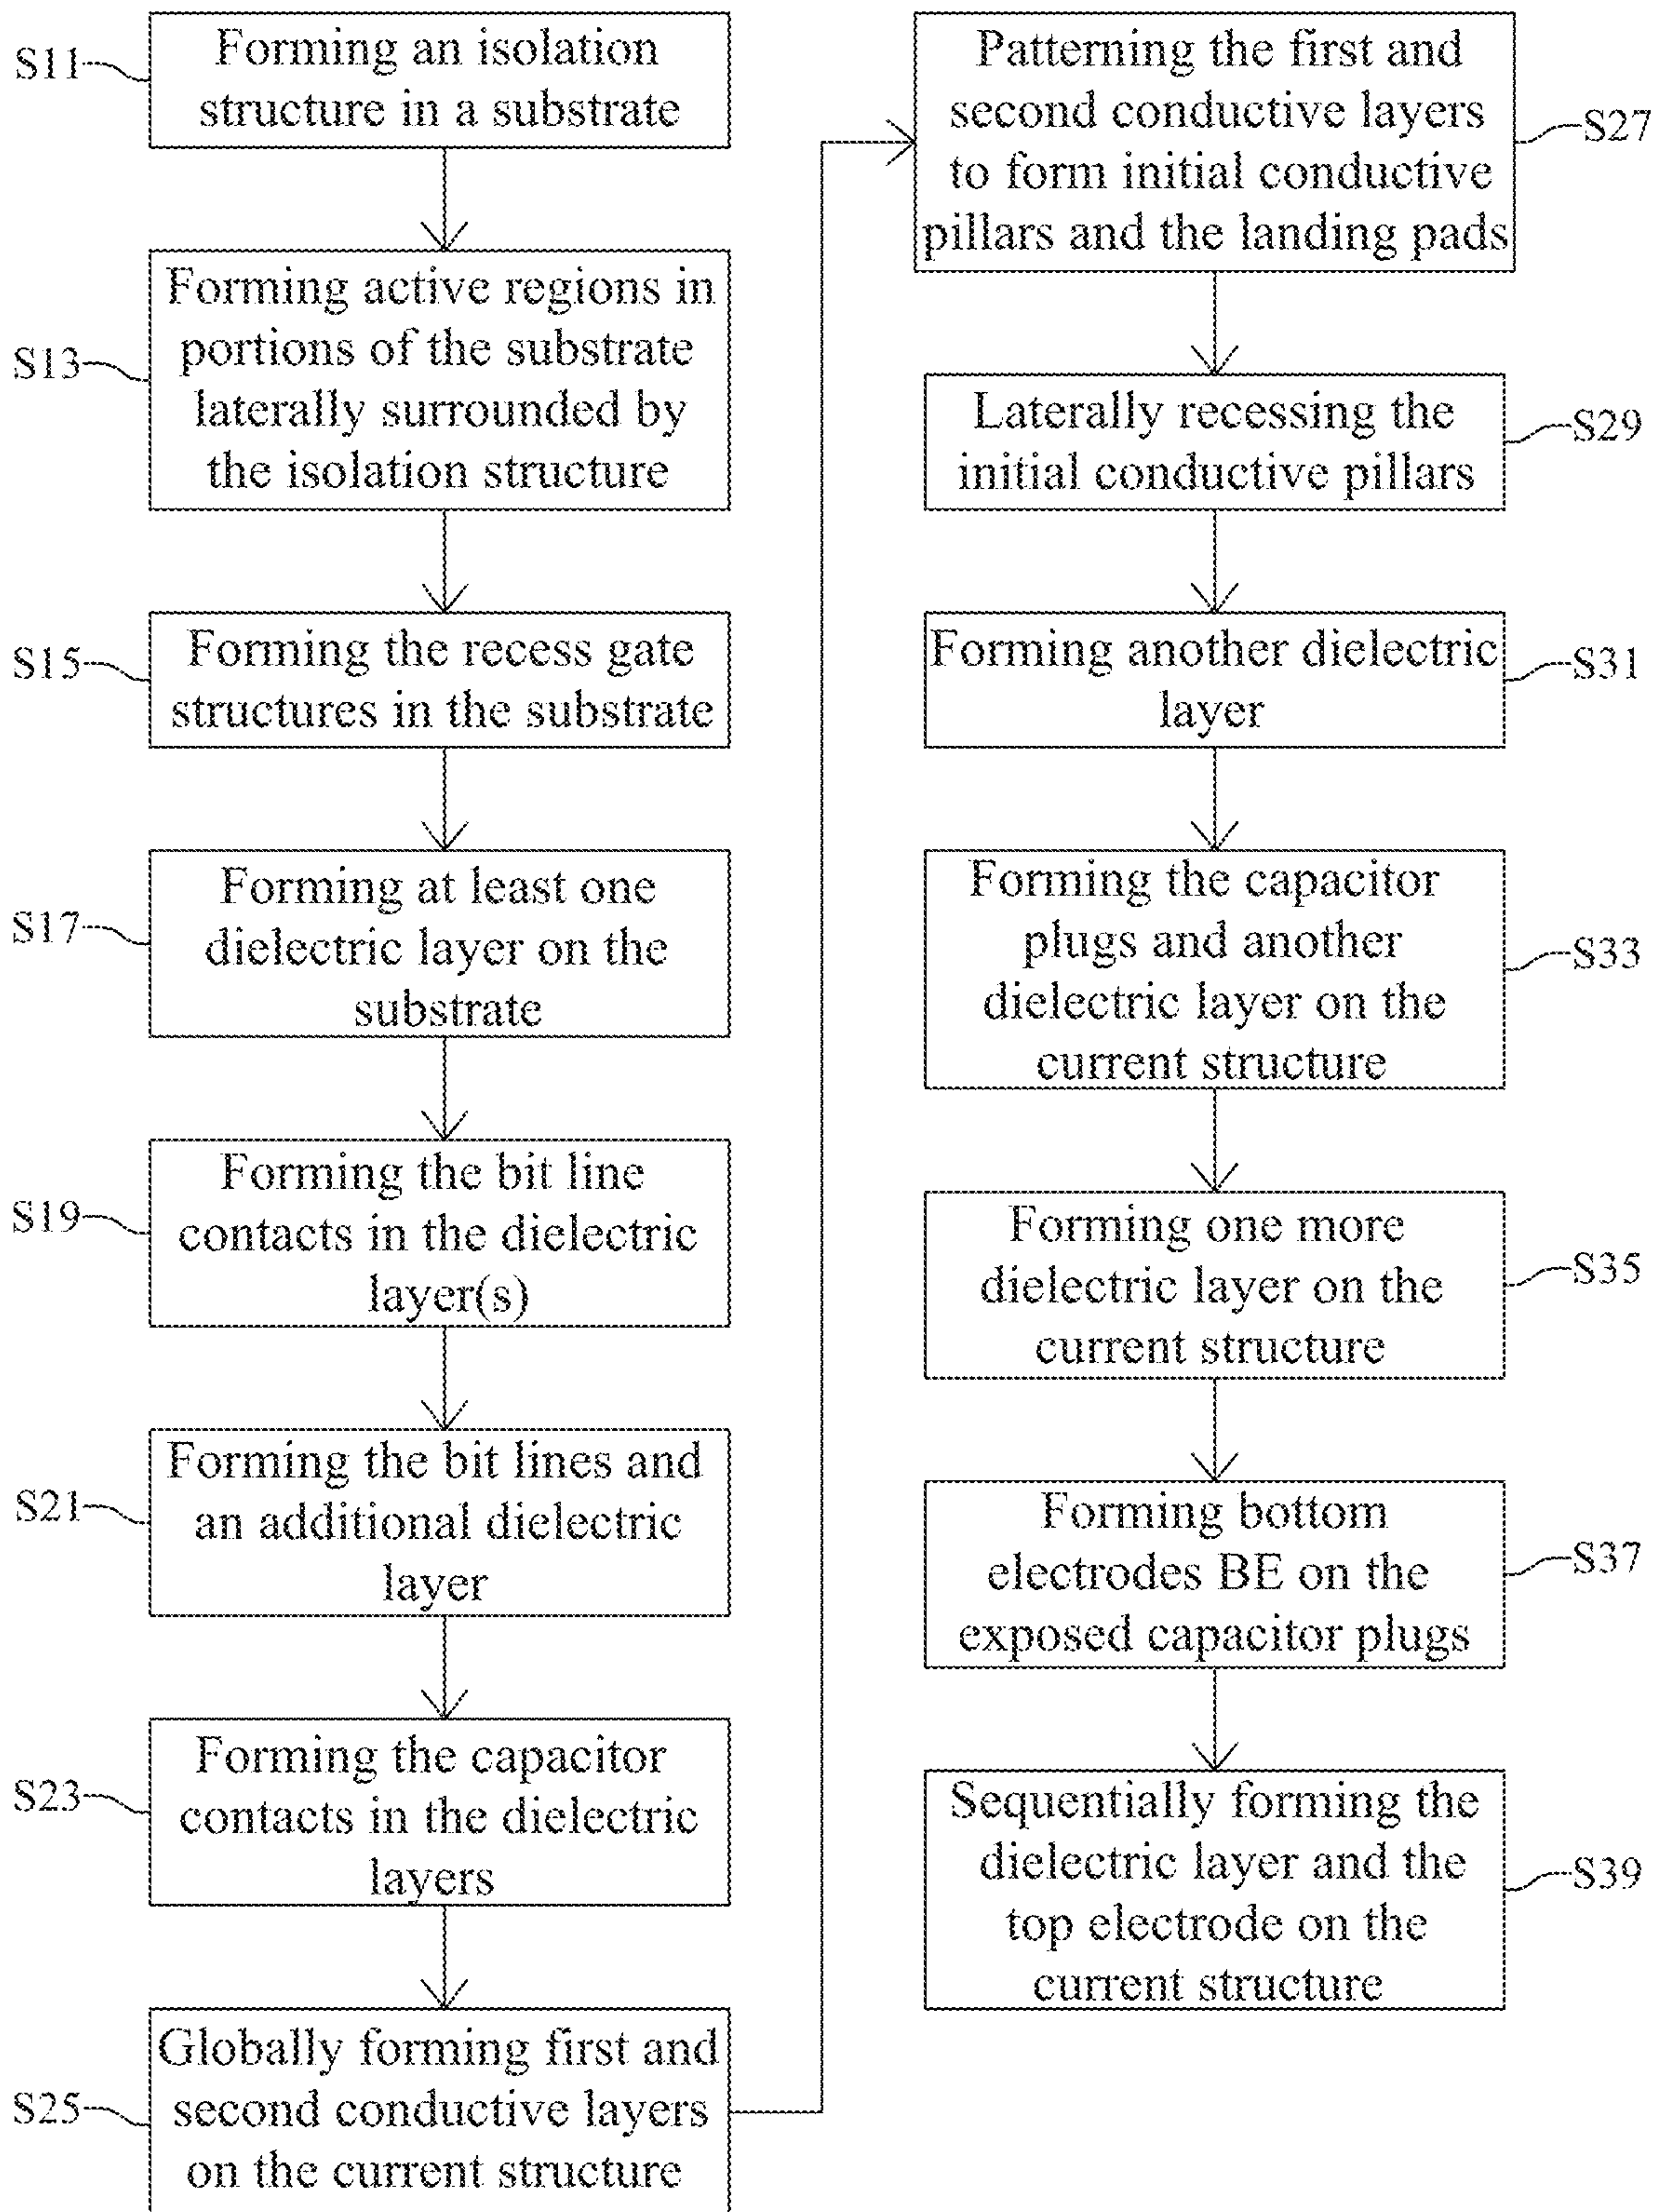 S11
Forming an isolation
structure in a substrate
S13
Forming active regions in
portions of the substrate
laterally surrounded by
the isolation structure
S15
Forming the recess gate
structures in the substrate
S17
Forming at least one
dielectric layer on the
substrate
S19
Forming the bit line
contacts in the dielectric
layer(s)
S21
Forming the bit lines and
an additional dielectric
layer
S23
Forming the capacitor
contacts in the dielectric
layers
S25
Globally forming first and
second conductive layers
on the current structure
Patterning the first and
second conductive layers
to form initial conductive
pillars and the landing pads
S27
Laterally recessing the
initial conductive pillars
S29
Forming another dielectric
layer
S31
Forming the capacitor
plugs and another
dielectric layer on the
current structure
S33
Forming one more
dielectric layer on the
current structure
S35
Forming bottom
electrodes BE on the
exposed capacitor plugs
S37
Sequentially forming the
dielectric layer and the
top electrode on the
current structure
S39